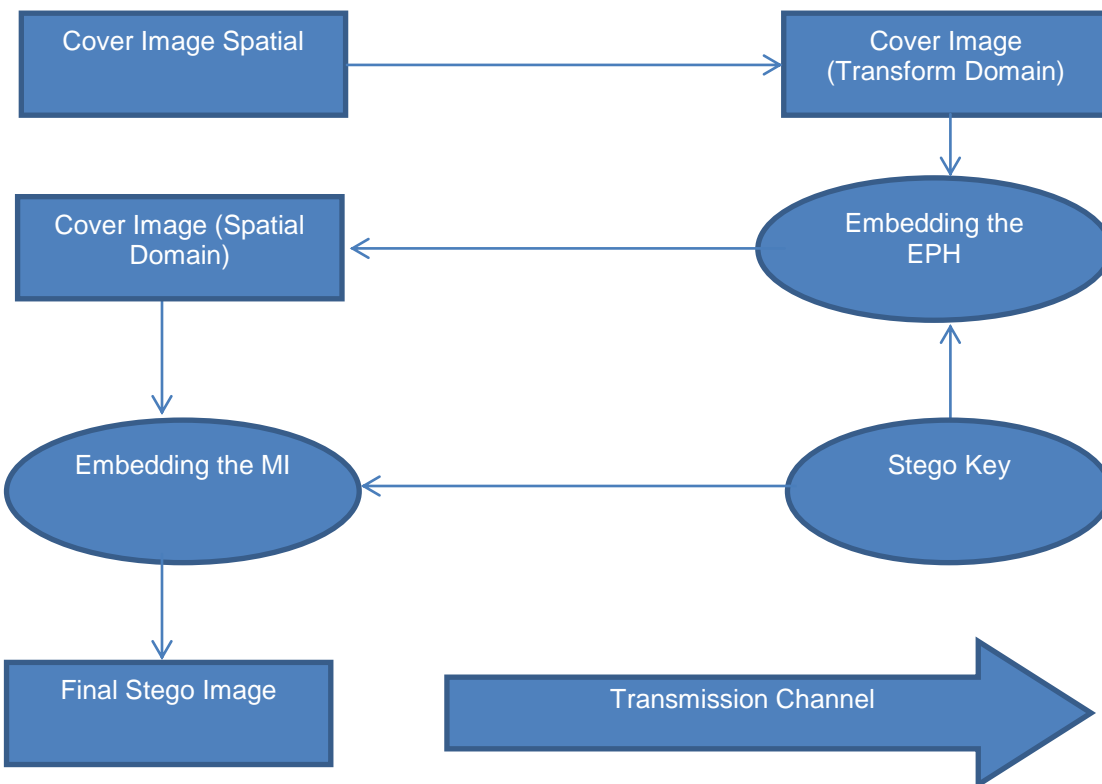 Cover Image Spatial
Cover Image
(Transform Domain)
Cover Image (Spatial
Domain)
Embedding the
EPH
Embedding the MI
Stego Key
Final Stego Image
Transmission Channel